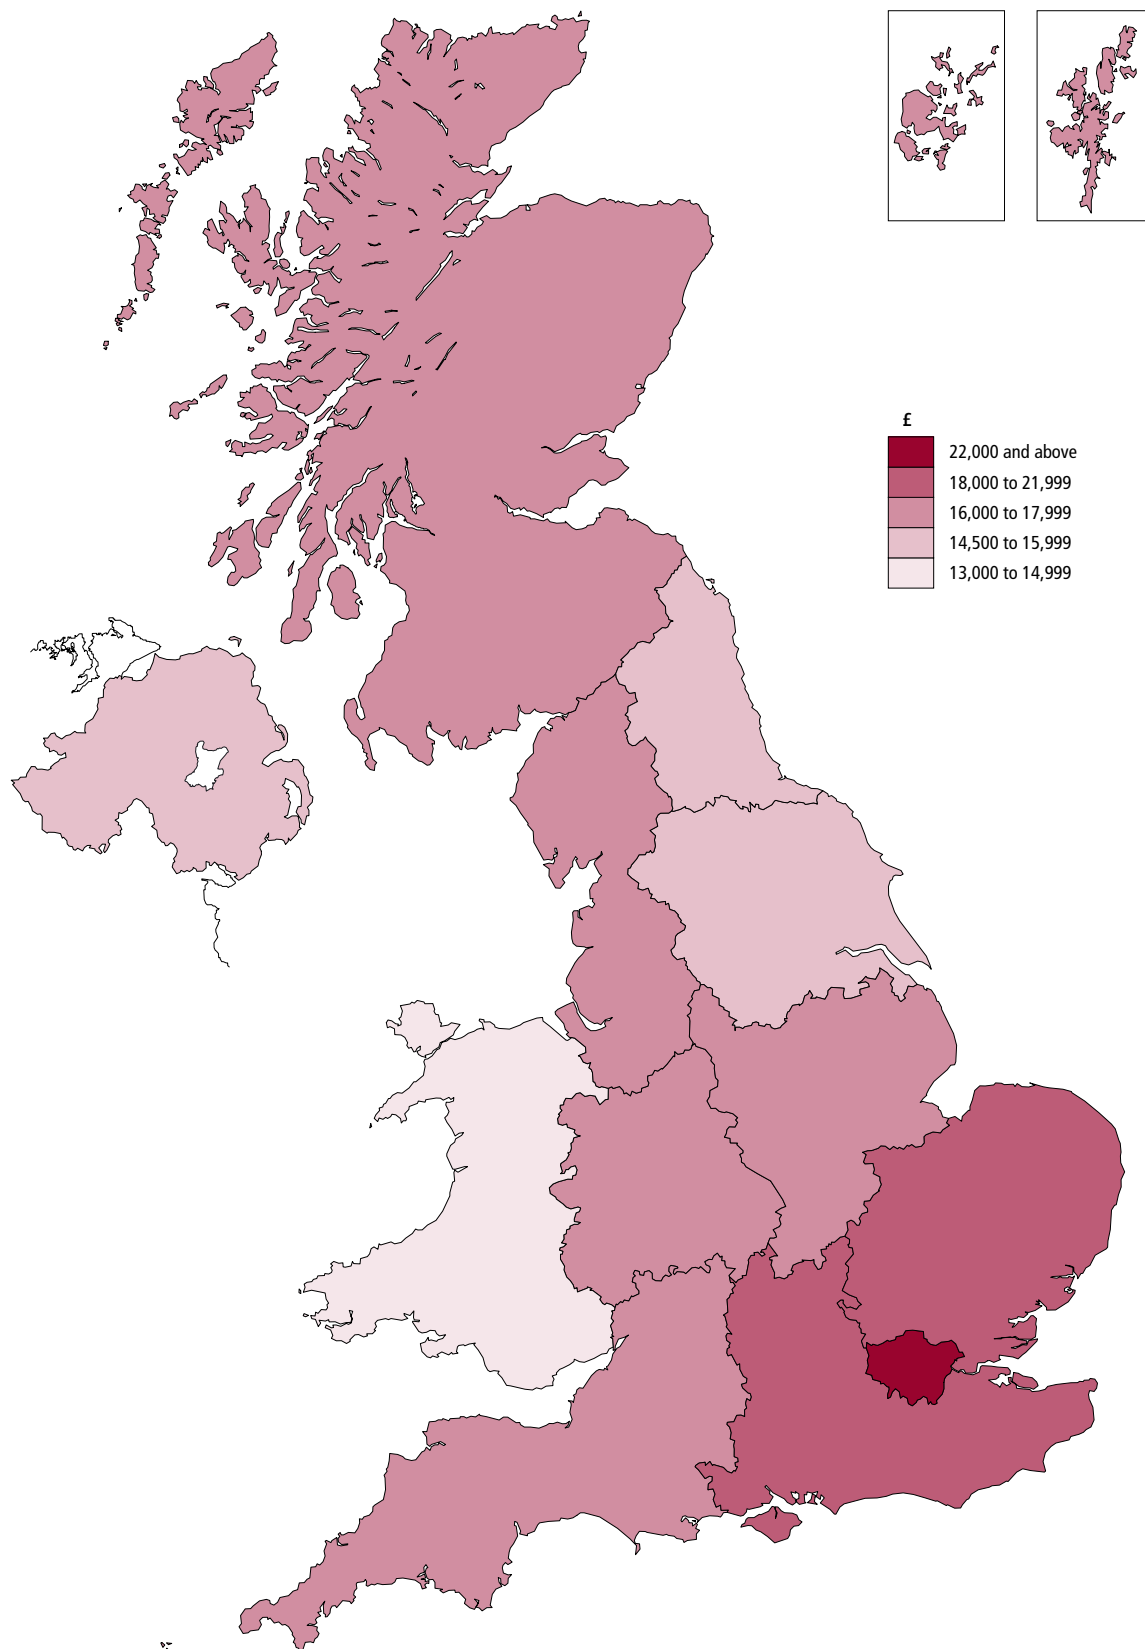 £
22,000 and above
18,000 to 21,999
16,000 to 17,999
14,500 to 15,999
13,000 to 14,999